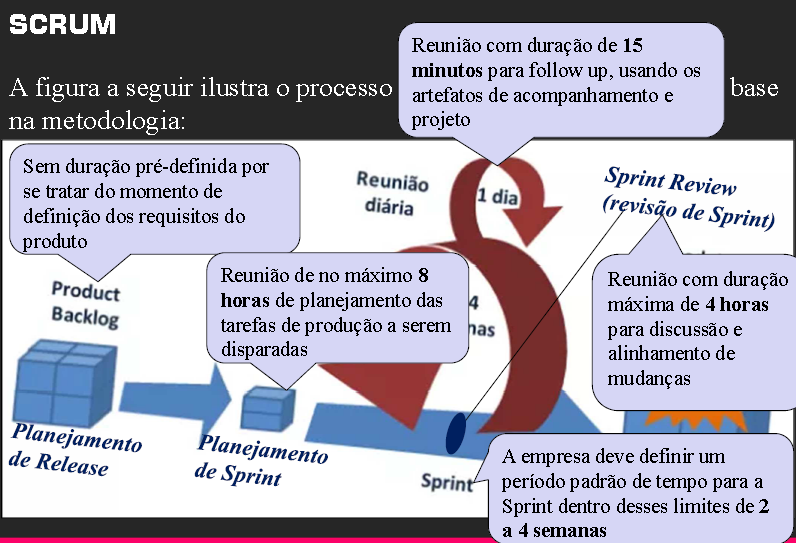 SCRUM
A figura a seguir ilustra o processo
base
na metodologia:
Reunião com duração de 15
minutos para follow up, usando os
artefatos de acompanhamento e
projeto
Sem duração pré-definida por
se tratar do momento de
definição dos requisitos do
produto
Reunião
diária
1 dia
Sprint Review
(revisão de Sprint)
Product
Backlog
Reunião de no máximo 8
horas de planejamento das
tarefas de produção a serem
disparadas
4
nas
Reunião com duração
máxima de 4 horas
para discussão e
alinhamento de
mudanças
Planejamento
de Release
Planejamento
de Sprint
Sprint
A empresa deve definir um
período padrão de tempo para a
Sprint dentro desses limites de 2
a 4 semanas